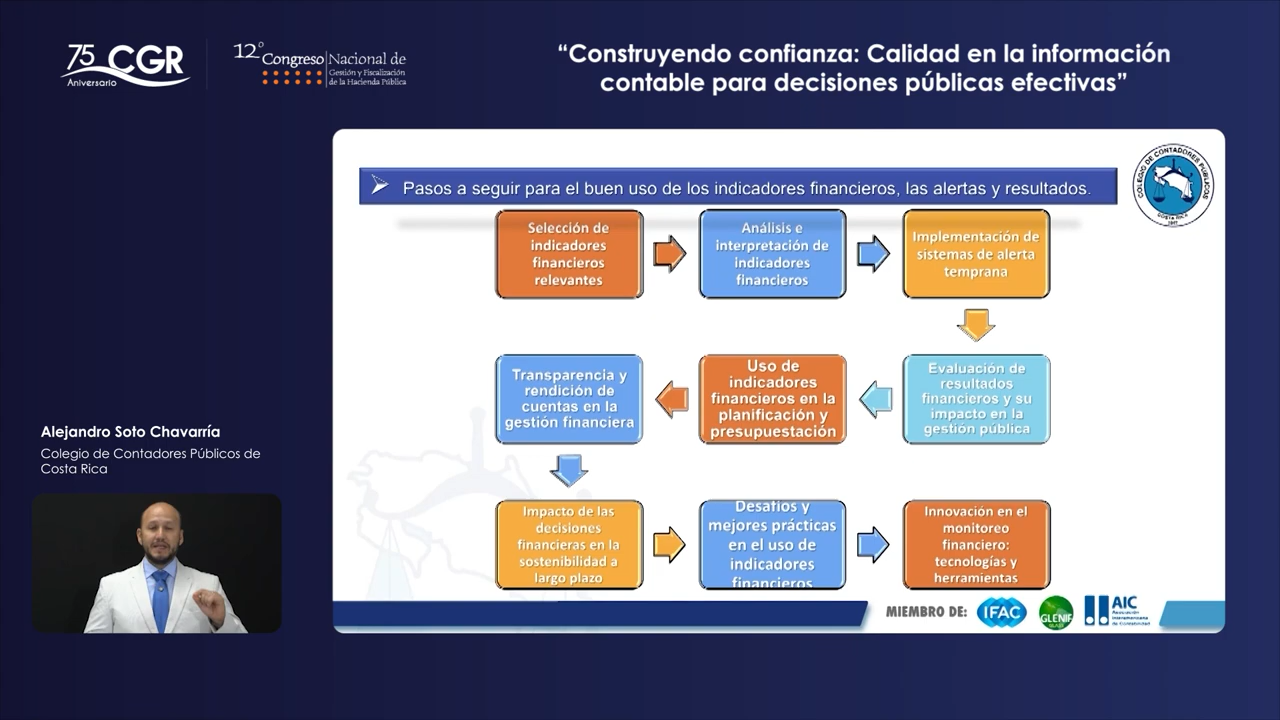 75 CGR
Aniversario
12° Congreso Nacional de
Gestión y Fiscalización
de la Hacienda Pública
“Construyendo confianza: Calidad en la información
contable para decisiones públicas efectivas”
Pasos a seguir para el buen uso de los indicadores financieros, las alertas y resultados.
COLEGIO DE CONTADORES PÚBLICOS
COSTA RICA
Selección de
indicadores
financieros
relevantes
Análisis e
interpretación de
indicadores
financieros
Implementación de
sistemas de alerta
temprana
Transparencia y
rendición de
cuentas en la
gestión financiera
Uso de
indicadores
financieros en la
planificación y
presupuestación
Evaluación de
resultados
financieros y su
impacto en la
gestión pública
Impacto de las
decisiones
financieras en la
sostenibilidad a
largo plazo
Desafíos y
mejores prácticas
en el uso de
indicadores
financieros
Innovación en el
monitoreo
financiero:
tecnologías y
herramientas
Alejandro Soto Chavarría
Colegio de Contadores Públicos de
Costa Rica
MIEMBRO DE:
IFAC
GLENIF
AIC